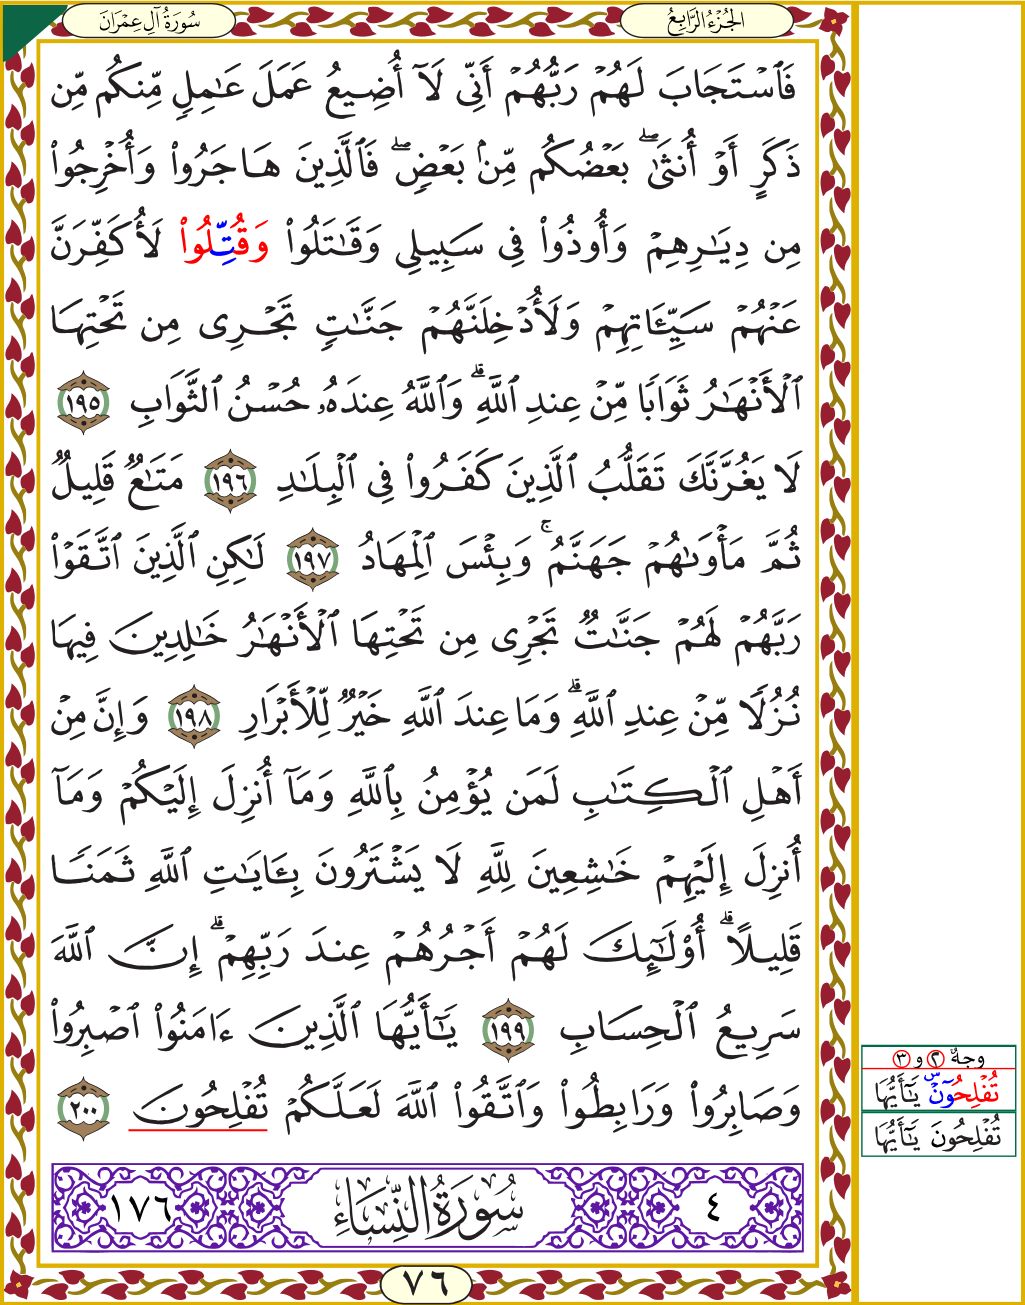 سُورَةُ آلِ عِمْرَانَ
الجُزْءُ الرَّابِعُ
فَٱسْتَجَابَ لَهُمْ رَبُّهُمْ أَنِّى لَآ أُضِيعُ عَمَلَ عَـٰمِلٍ مِّنكُم مِّن
ذَكَرٍ أَوْ أُنثَىٰ ۖ بَعْضُكُم مِّنۢ بَعْضٍ ۖ فَٱلَّذِينَ هَاجَرُوا۟ وَأُخْرِجُوا۟
مِن دِيَـٰرِهِمْ وَأُوذُوا۟ فِى سَبِيلِى وَقَـٰتَلُوا۟ وَقُتِّلُوا۟ لَأُكَفِّرَنَّ
عَنْهُمْ سَيِّـَٔاتِهِمْ وَلَأُدْخِلَنَّهُمْ جَنَّـٰتٍ تَجْرِى مِن تَحْتِهَا
ٱلْأَنْهَـٰرُ ثَوَابًا مِّنْ عِندِ ٱللَّهِ ۗ وَٱللَّهُ عِندَهُۥ حُسْنُ ٱلثَّوَابِ ١٩٥
لَا يَغُرَّنَّكَ تَقَلُّبُ ٱلَّذِينَ كَفَرُوا۟ فِى ٱلْبِلَـٰدِ ١٩٦ مَتَـٰعٌ قَلِيلٌ
ثُمَّ مَأْوَىٰهُمْ جَهَنَّمُ ۚ وَبِئْسَ ٱلْمِهَادُ ١٩٧ لَـٰكِنِ ٱلَّذِينَ ٱتَّقَوْا۟
رَبَّهُمْ لَهُمْ جَنَّـٰتٌ تَجْرِى مِن تَحْتِهَا ٱلْأَنْهَـٰرُ خَـٰلِدِينَ فِيهَا
نُزُلًا مِّنْ عِندِ ٱللَّهِ ۗ وَمَا عِندَ ٱللَّهِ خَيْرٌ لِّلْأَبْرَارِ ١٩٨ وَإِنَّ مِنْ
أَهْلِ ٱلْكِتَـٰبِ لَمَن يُؤْمِنُ بِٱللَّهِ وَمَآ أُنزِلَ إِلَيْكُمْ وَمَآ
أُنزِلَ إِلَيْهِمْ خَـٰشِعِينَ لِلَّهِ لَا يَشْتَرُونَ بِـَٔايَـٰتِ ٱللَّهِ ثَمَنًا
قَلِيلًا ۗ أُو۟لَـٰٓئِكَ لَهُمْ أَجْرُهُمْ عِندَ رَبِّهِمْ ۗ إِنَّ ٱللَّهَ
سَرِيعُ ٱلْحِسَابِ ١٩٩ يَـٰٓأَيُّهَا ٱلَّذِينَ ءَامَنُوا۟ ٱصْبِرُوا۟
وَصَابِرُوا۟ وَرَابِطُوا۟ وَٱتَّقُوا۟ ٱللَّهَ لَعَلَّكُمْ تُفْلِحُونَ ٢٠٠
٤ سُورَةُ النِّسَاءِ ١٧٦
٧٦
وجهٌ ٢ و ٣
تُفْلِحُونَ ۜ يَـٰٓأَيُّهَا
تُفْلِحُونَ يَـٰٓأَيُّهَا